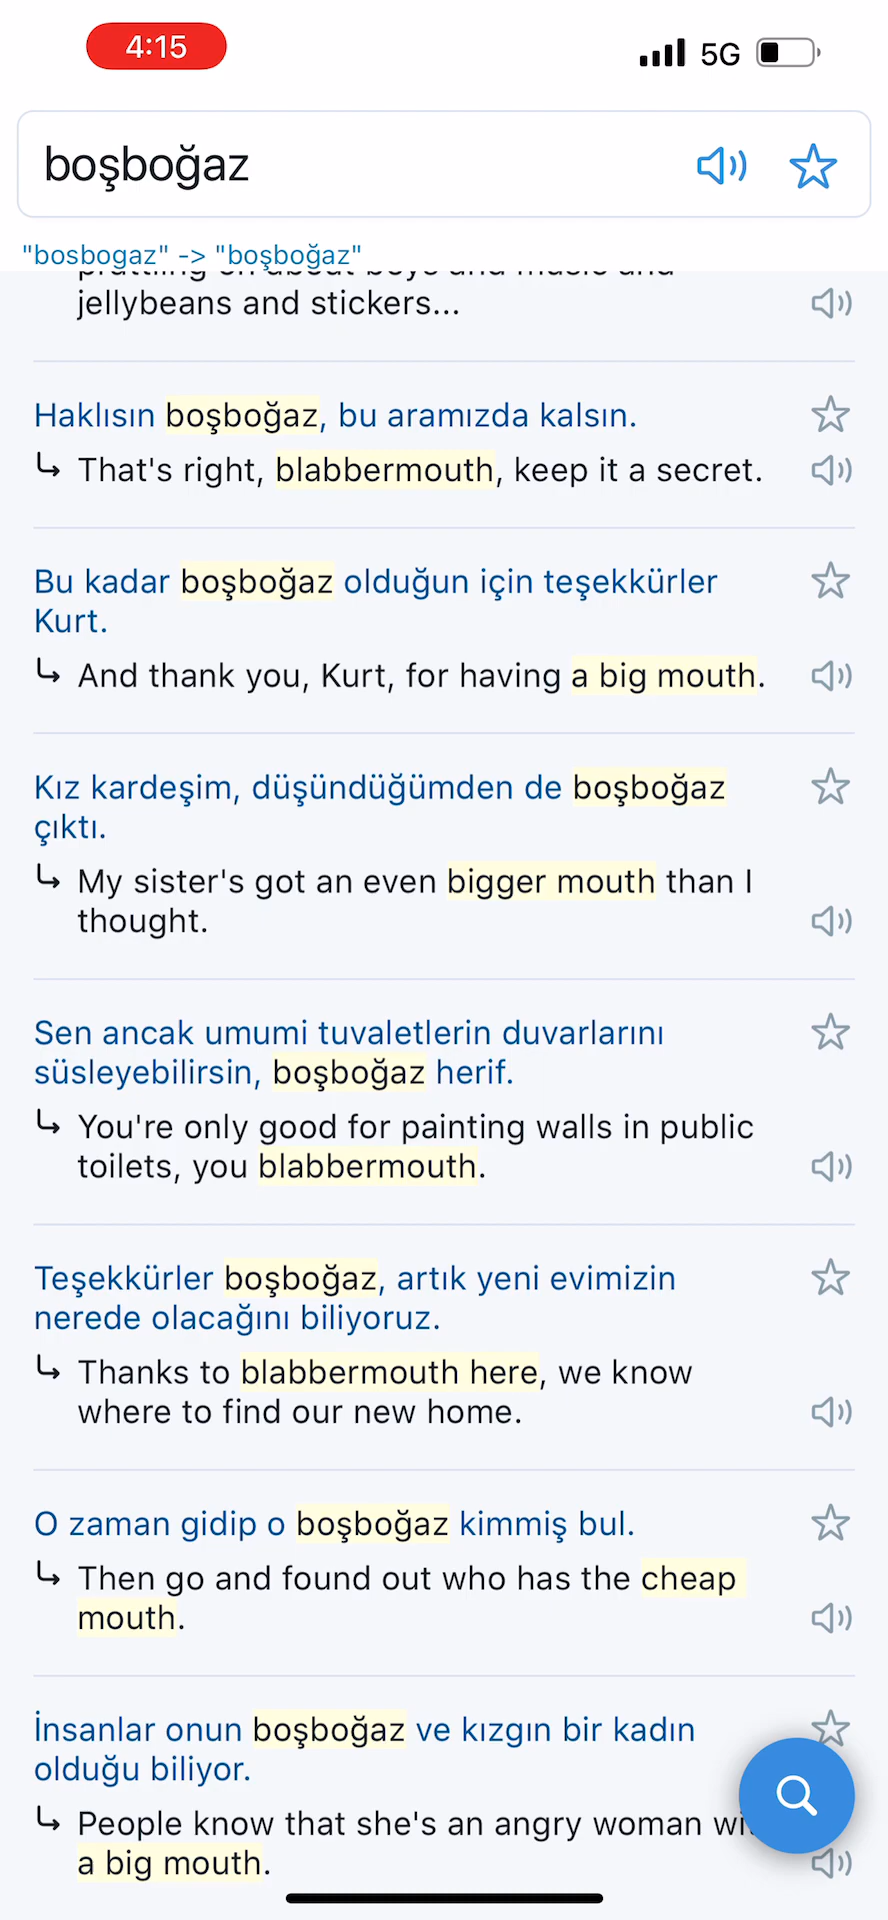 4:15
5G
boşboğaz
"bosbogaz" -> "boşboğaz"
jellybeans and stickers...
Haklısın boşboğaz, bu aramızda kalsın.
That's right, blabbermouth, keep it a secret.
Bu kadar boşboğaz olduğun için teşekkürler
Kurt.
And thank you, Kurt, for having a big mouth.
Kız kardeşim, düşündüğümden de boşboğaz
çıktı.
My sister's got an even bigger mouth than I
thought.
Sen ancak umumi tuvaletlerin duvarlarını
süsleyebilirsin, boşboğaz herif.
You're only good for painting walls in public
toilets, you blabbermouth.
Teşekkürler boşboğaz, artık yeni evimizin
nerede olacağını biliyoruz.
Thanks to blabbermouth here, we know
where to find our new home.
O zaman gidip o boşboğaz kimmiş bul.
Then go and found out who has the cheap
mouth.
İnsanlar onun boşboğaz ve kızgın bir kadın
olduğu biliyor.
People know that she's an angry woman
a big mouth.